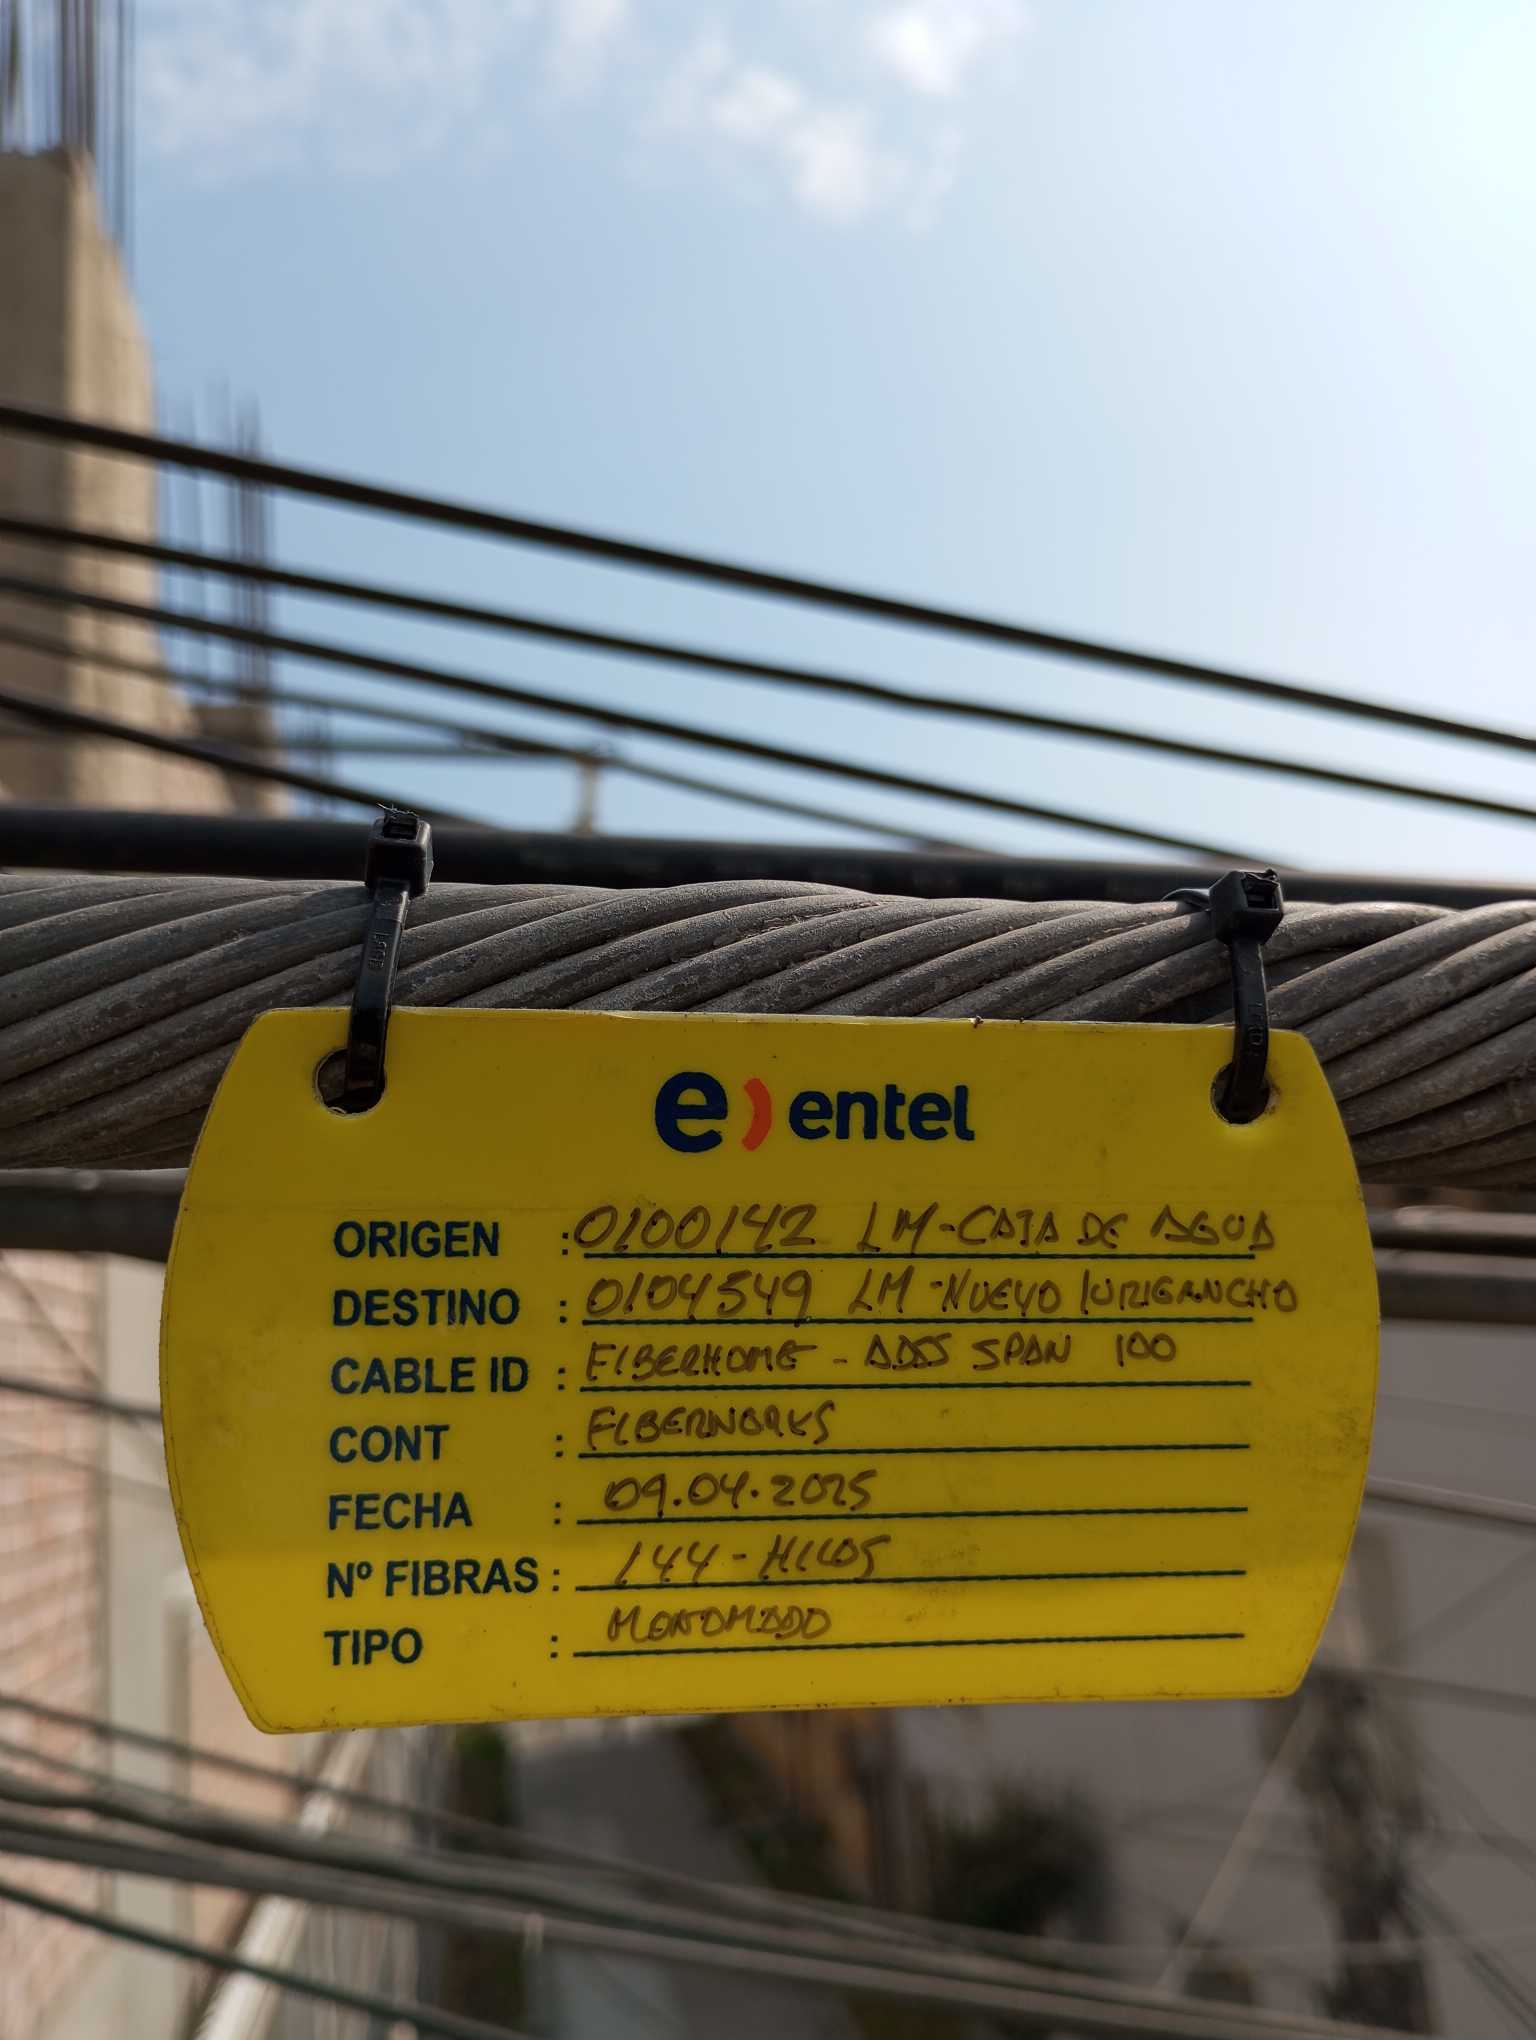 e) entel
ORIGEN : 0100142 LM-CAJA DE AGUA
DESTINO : 0104549 LM-NUEVO LURIGANCHO
CABLE ID : FIBERHOME - ADSS SPAN 100
CONT : FIBERWORKS
FECHA : 09.04.2025
Nº FIBRAS : 144-HILOS
TIPO : MONOMODO